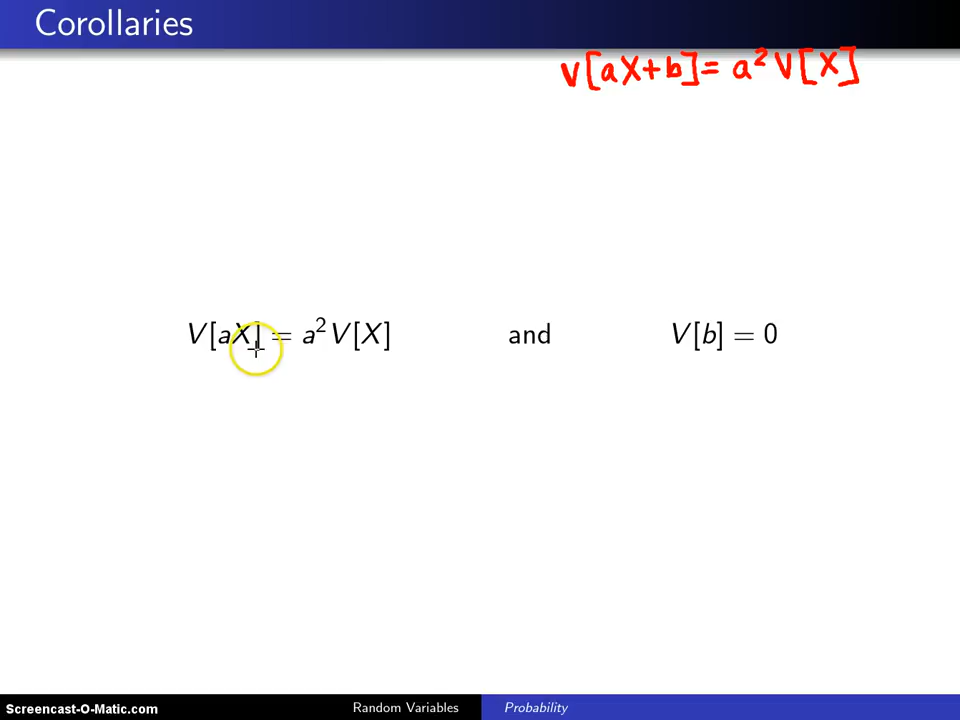 Corollaries
V[aX+b] = a²V[X]
V[aX] = a²V[X] and V[b] = 0
Screencast-O-Matic.com Random Variables Probability